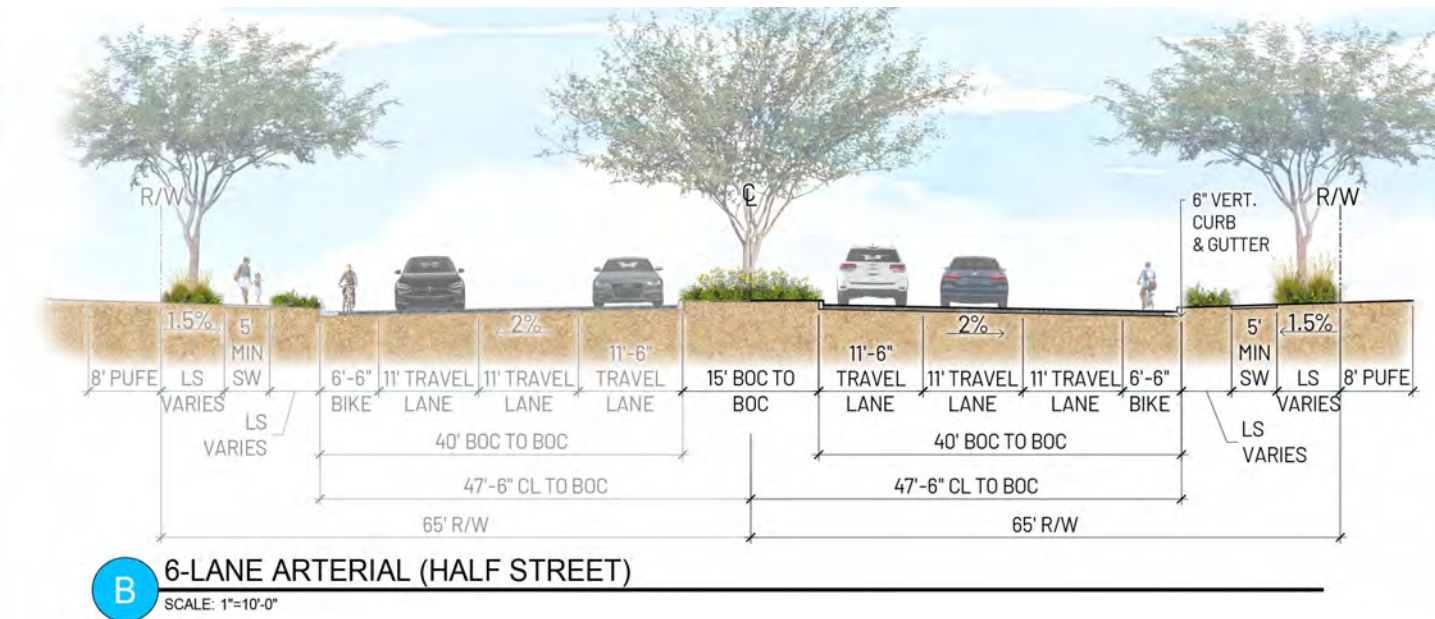 R/W
℄
6" VERT.
CURB
& GUTTER
R/W
1.5%
5'
MIN
SW
2%
11'-6"
TRAVEL
LANE
11'-6"
TRAVEL
LANE
2%
5'
MIN
SW
1.5%
8' PUFE
LS
VARIES
LS
VARIES
6'-6"
BIKE
11' TRAVEL
LANE
11' TRAVEL
LANE
15' BOC TO
BOC
11' TRAVEL
LANE
11' TRAVEL
LANE
6'-6"
BIKE
LS
VARIES
LS
VARIES
8' PUFE
40' BOC TO BOC
40' BOC TO BOC
47'-6" CL TO BOC
47'-6" CL TO BOC
65' R/W
65' R/W
B
6-LANE ARTERIAL (HALF STREET)
SCALE: 1"=10'-0"